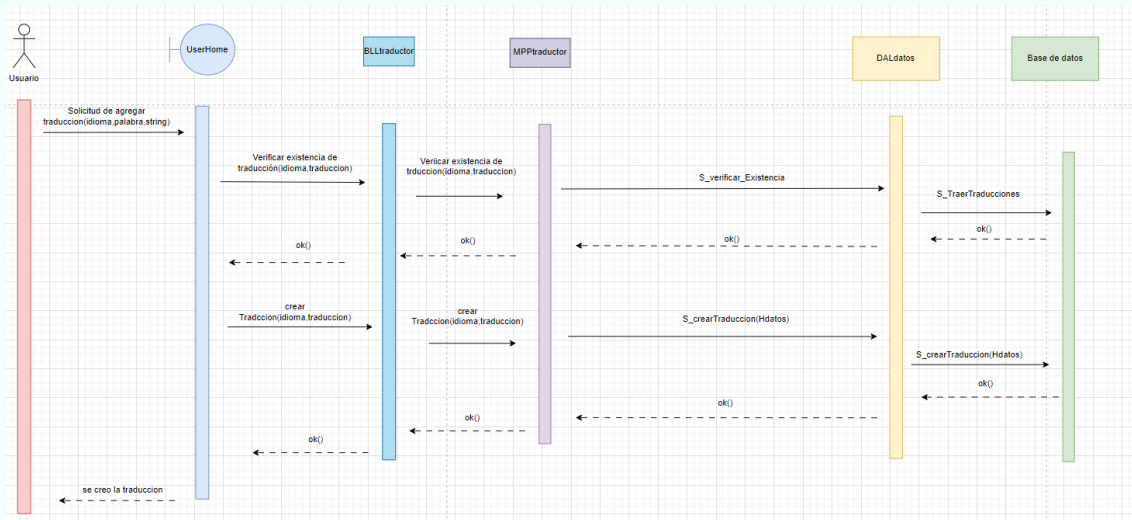 Usuario
UserHome
BLLtraductor
MPPtraductor
DALdatos
Base de datos
Solicitud de agregar
traduccion(idioma,palabra,string)
Verificar existencia de
traducción(idioma,traduccion)
Veriicar existencia de
trduccion(idioma,traduccion)
S_verificar_Existencia
S_TraerTraducciones
ok()
ok()
ok()
ok()
crear
Tradccion(idioma,traduccion)
crear
Tradccion(idioma,traduccion)
S_crearTraduccion(Hdatos)
S_crearTraduccion(Hdatos)
ok()
ok()
ok()
ok()
se creo la traduccion